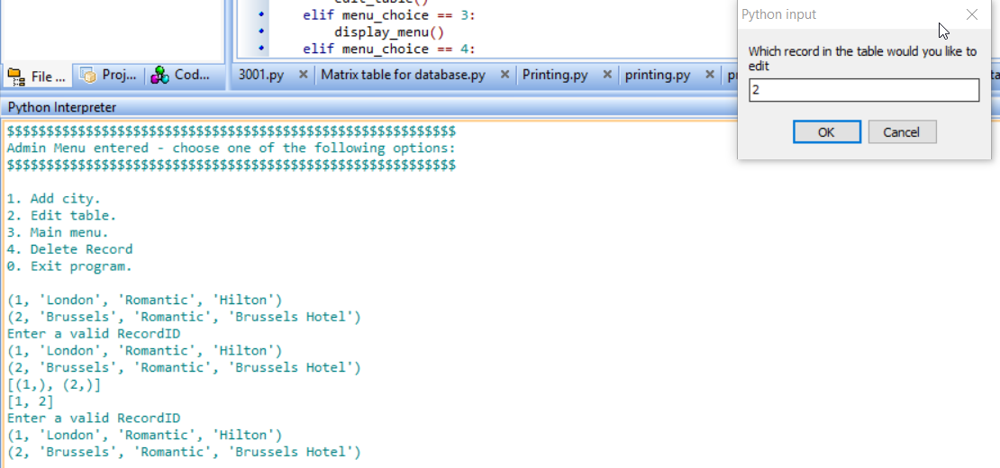 edit_table()
elif menu_choice == 3:
display_menu()
elif menu_choice == 4:
File ...
Proj...
Cod...
3001.py
Matrix table for database.py
Printing.py
printing.py
Python Interpreter
$$$$$$$$$$$$$$$$$$$$$$$$$$$$$$$$$$$$$$$$$$$$$$$$$$$$$$$$$
Admin Menu entered - choose one of the following options:
$$$$$$$$$$$$$$$$$$$$$$$$$$$$$$$$$$$$$$$$$$$$$$$$$$$$$$$$$
1. Add city.
2. Edit table.
3. Main menu.
4. Delete Record
0. Exit program.
(1, 'London', 'Romantic', 'Hilton')
(2, 'Brussels', 'Romantic', 'Brussels Hotel')
Enter a valid RecordID
(1, 'London', 'Romantic', 'Hilton')
(2, 'Brussels', 'Romantic', 'Brussels Hotel')
[(1,), (2,)]
[1, 2]
Enter a valid RecordID
(1, 'London', 'Romantic', 'Hilton')
(2, 'Brussels', 'Romantic', 'Brussels Hotel')
Python input
Which record in the table would you like to
edit
2
OK
Cancel